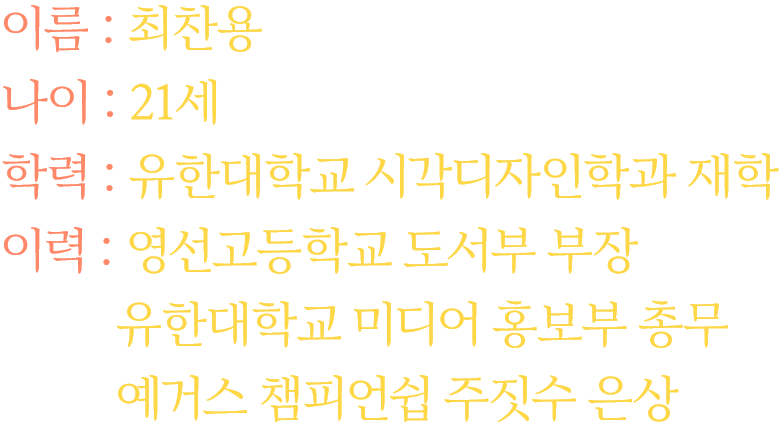 이름 : 최찬용
나이 : 21세
학력 : 유한대학교 시각디자인학과 재학
이력 : 영선고등학교 도서부 부장
유한대학교 미디어 홍보부 총무
예거스 챔피언쉽 주짓수 은상